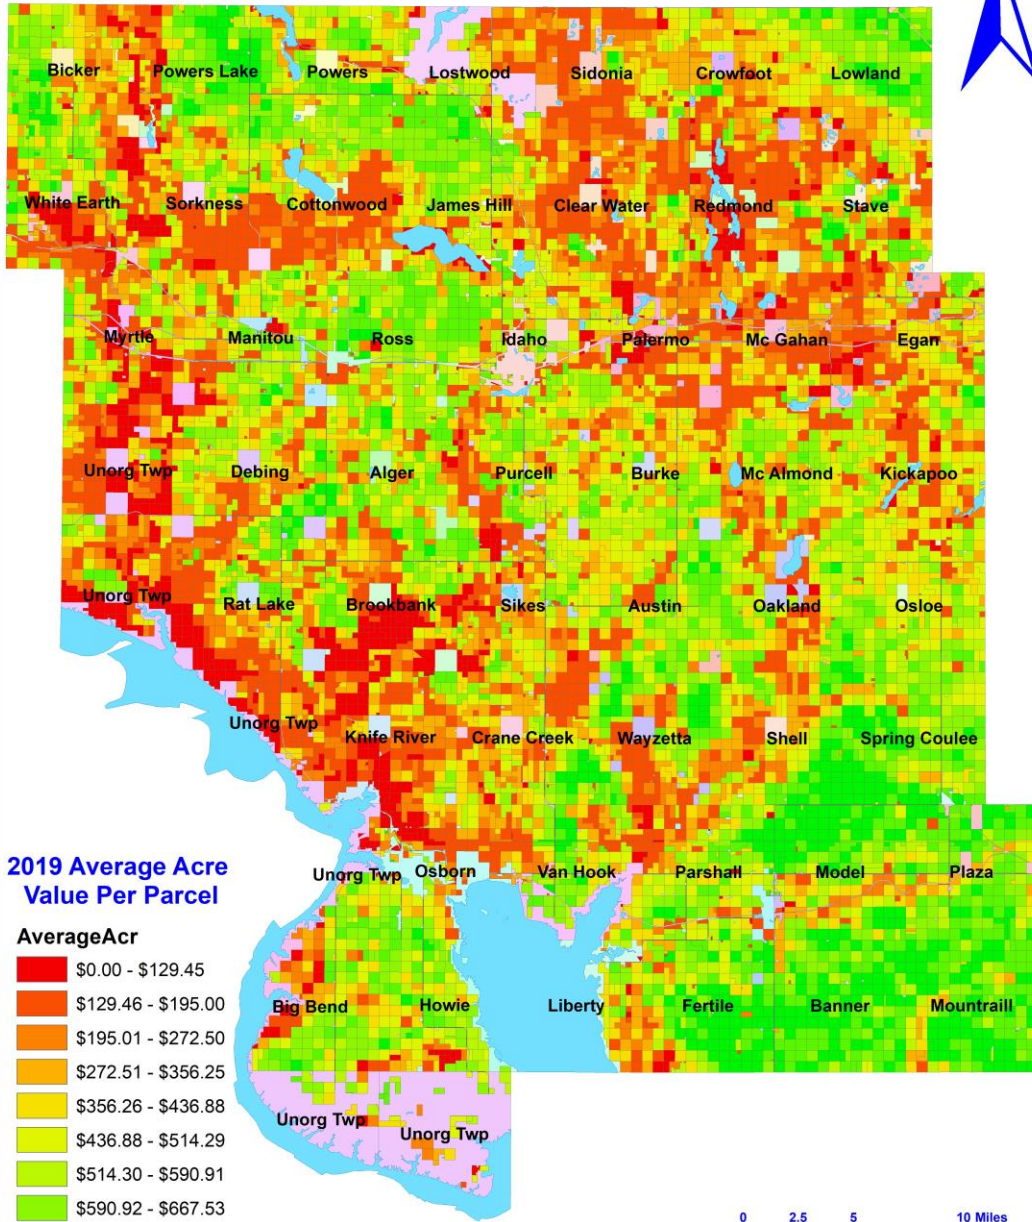 Bicker Powers Lake Powers Lostwood Sidonia Crowfoot Lowland
White Earth Sorkness Cottonwood James Hill Clear Water Redmond Stave
Myrtle Manitou Ross Idaho Palermo Mc Gahan Egan
Unorg Twp Debing Alger Purcell Burke Mc Almond Kickapoo
Unorg Twp Rat Lake Brookbank Sikes Austin Oakland Osloe
Unorg Twp Knife River Crane Creek Wayzetta Shell Spring Coulee
Unorg Twp Osborn Van Hook Parshall Model Plaza
Big Bend Howie Liberty Fertile Banner Mountraill
Unorg Twp Unorg Twp
2019 Average Acre
Value Per Parcel
AverageAcr
$0.00 - $129.45
$129.46 - $195.00
$195.01 - $272.50
$272.51 - $356.25
$356.26 - $436.88
$436.88 - $514.29
$514.30 - $590.91
$590.92 - $667.53
0 2.5 5 10 Miles